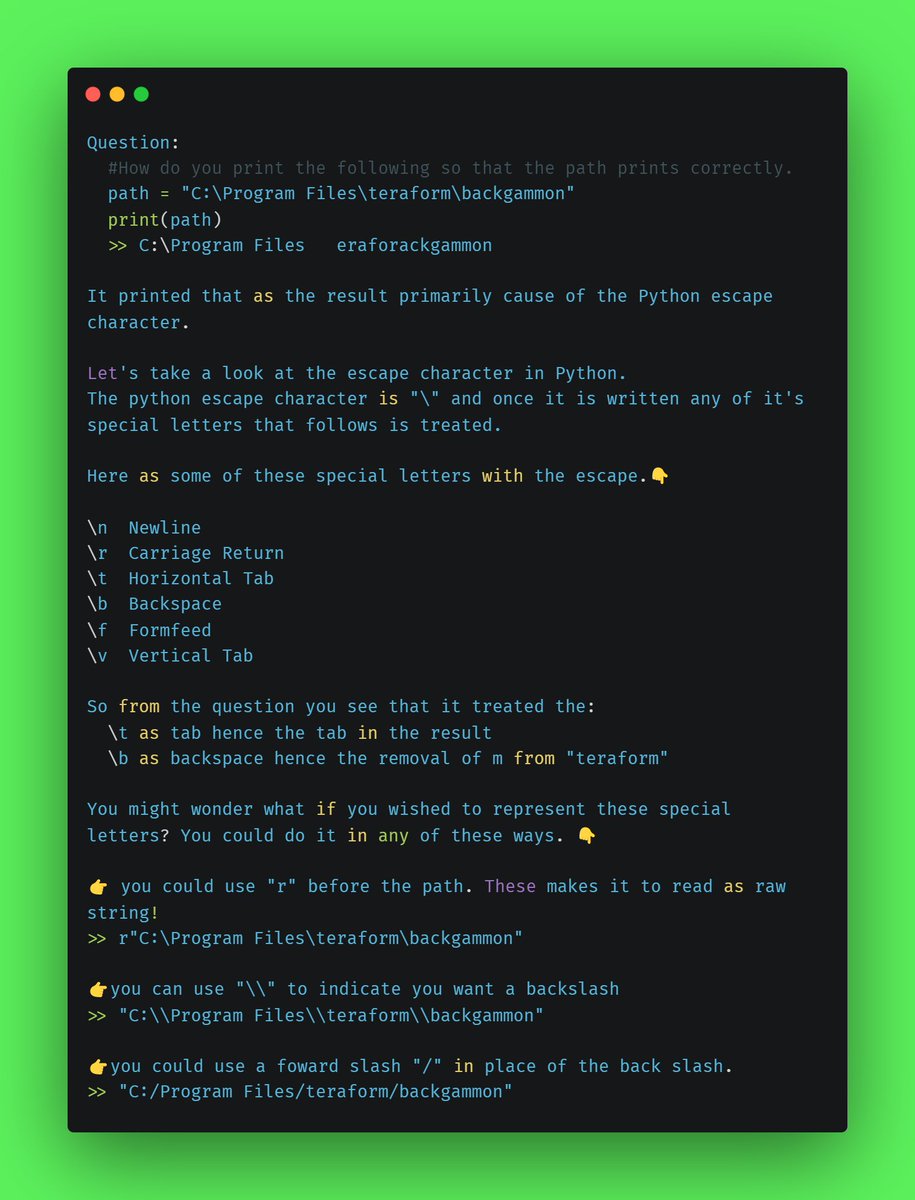 Question:
#How do you print the following so that the path prints correctly.
path = "C:\Program Files\teraform\backgammon"
print(path)
>> C:\Program Files   eraforackgammon
It printed that as the result primarily cause of the Python escape
character.
Let's take a look at the escape character in Python.
The python escape character is "\" and once it is written any of it's
special letters that follows is treated.
Here as some of these special letters with the escape.👇
\n  Newline
\r  Carriage Return
\t  Horizontal Tab
\b  Backspace
\f  Formfeed
\v  Vertical Tab
So from the question you see that it treated the:
\t as tab hence the tab in the result
\b as backspace hence the removal of m from "teraform"
You might wonder what if you wished to represent these special
letters? You could do it in any of these ways. 👇
👉 you could use "r" before the path. These makes it to read as raw
string!
>> r"C:\Program Files\teraform\backgammon"
👉you can use "\\" to indicate you want a backslash
>> "C:\\Program Files\\teraform\\backgammon"
👉you could use a foward slash "/" in place of the back slash.
>> "C:/Program Files/teraform/backgammon"